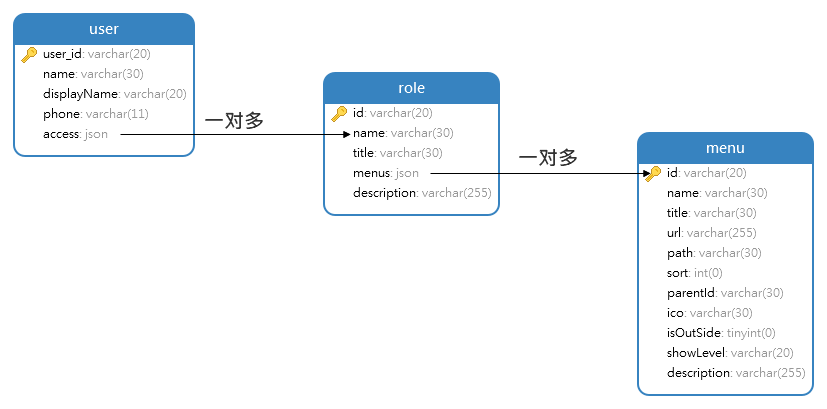 user
user_id: varchar(20)
name: varchar(30)
displayName: varchar(20)
phone: varchar(11)
access: json
一对多
role
id: varchar(20)
name: varchar(30)
title: varchar(30)
menus: json
description: varchar(255)
一对多
menu
id: varchar(20)
name: varchar(30)
title: varchar(30)
url: varchar(255)
path: varchar(30)
sort: int(0)
parentId: varchar(30)
ico: varchar(30)
isOutSide: tinyint(0)
showLevel: varchar(20)
description: varchar(255)